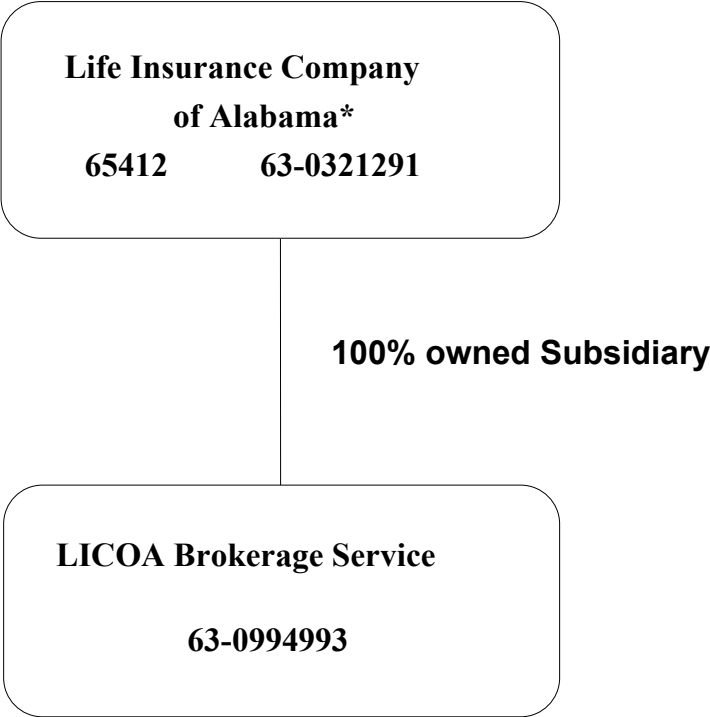 Life Insurance Company
of Alabama*
65412 63-0321291
100% owned Subsidiary
LICOA Brokerage Service
63-0994993